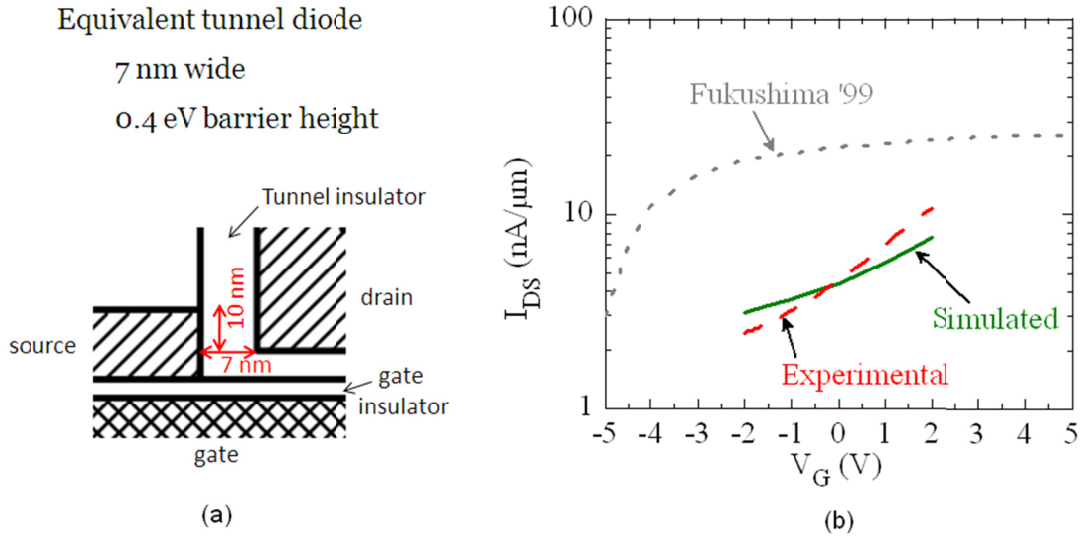 Equivalent tunnel diode
7 nm wide
0.4 eV barrier height
Tunnel insulator
10 nm
drain
source
7 nm
gate
insulator
gate
(a)
100
Fukushima '99
I_DS (nA/µm)
10
Simulated
Experimental
1
-5 -4 -3 -2 -1 0 1 2 3 4 5
V_G (V)
(b)